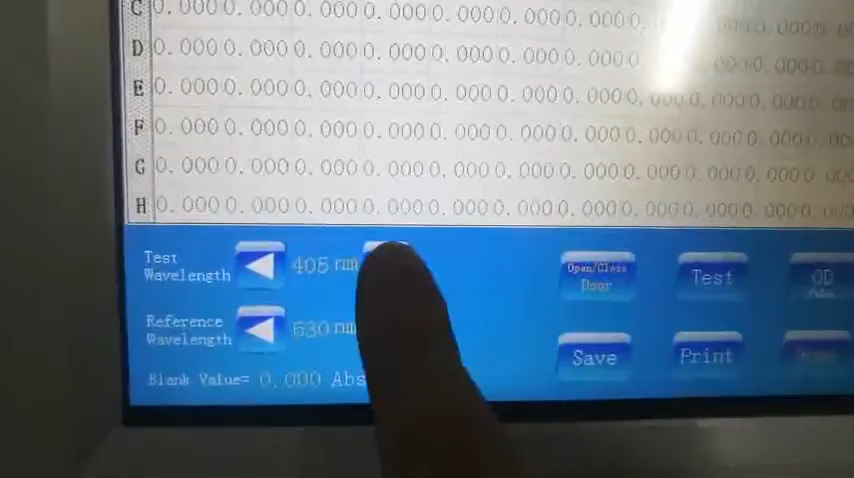 C 0.000 0.000 0.000 0.000 0.000 0.000 0.000
D 0.000 0.000 0.000 0.000 0.000 0.000 0.000 0.000 0.000
E 0.000 0.000 0.000 0.000 0.000 0.000 0.000 0.000 0.000
F 0.000 0.000 0.000 0.000 0.000 0.000 0.000 0.000 0.000
G 0.000 0.000 0.000 0.000 0.000 0.000 0.000 0.000 0.000
H 0.000 0.000 0.000 0.000 0.000 0.000 0.000 0.000 0.000
Test
Wavelength 405 nm
Reference
Wavelength 630 nm
Blank Value= 0.000 Abs
Open/Close
Door
Test
OD
Save
Print